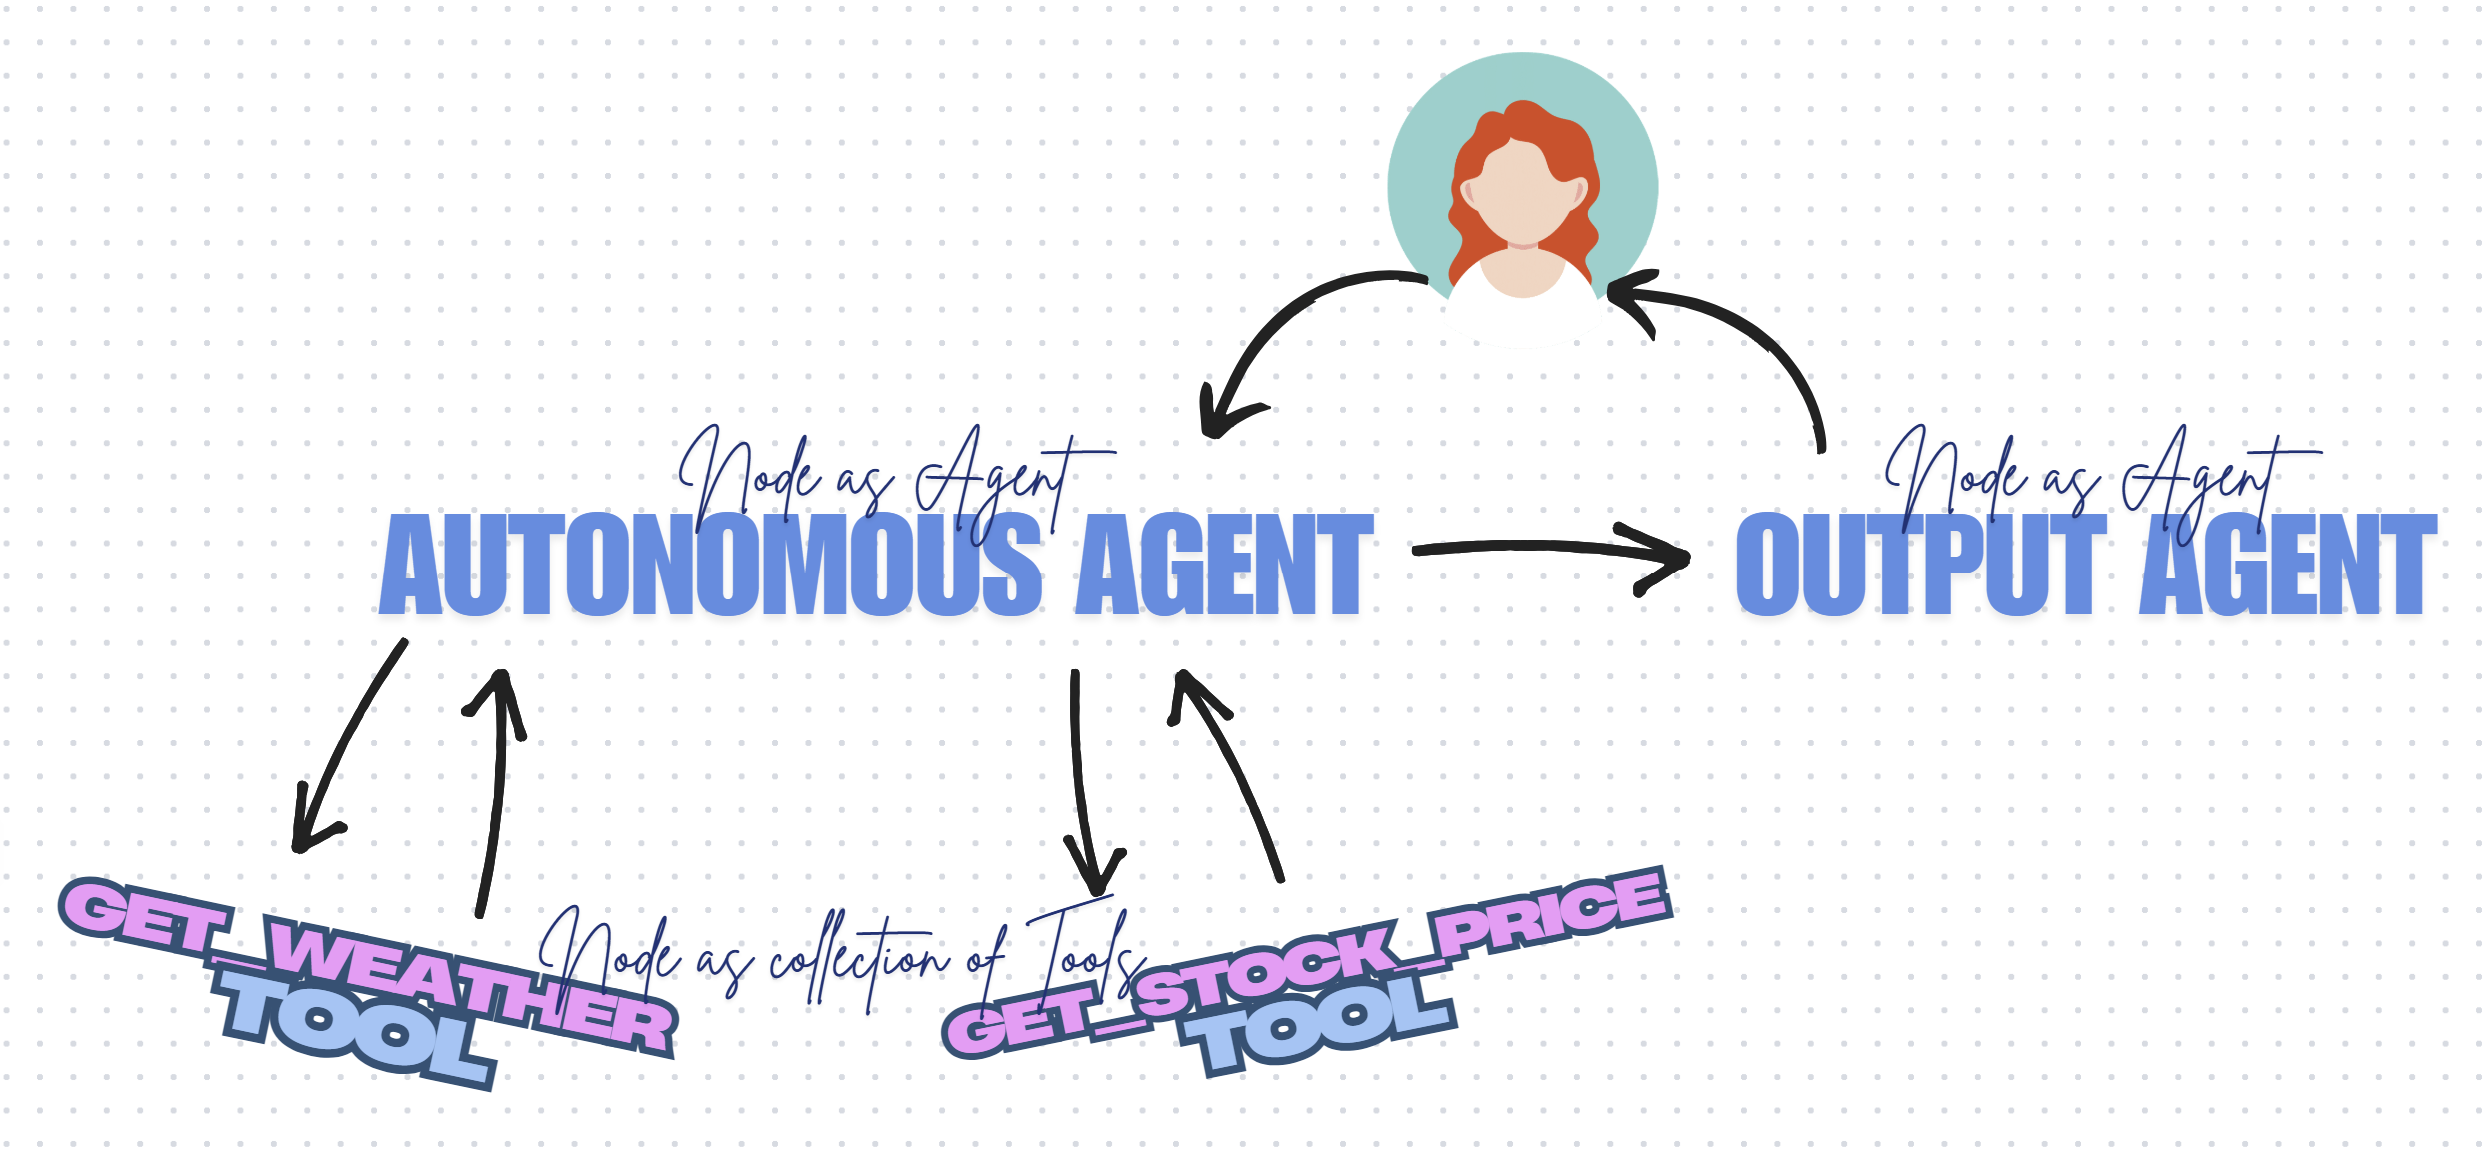 Node as Agent
AUTONOMOUS AGENT
Node as Agent
OUTPUT AGENT
GET_WEATHER
TOOL
Node as collection of Tools
GET_STOCK_PRICE
TOOL